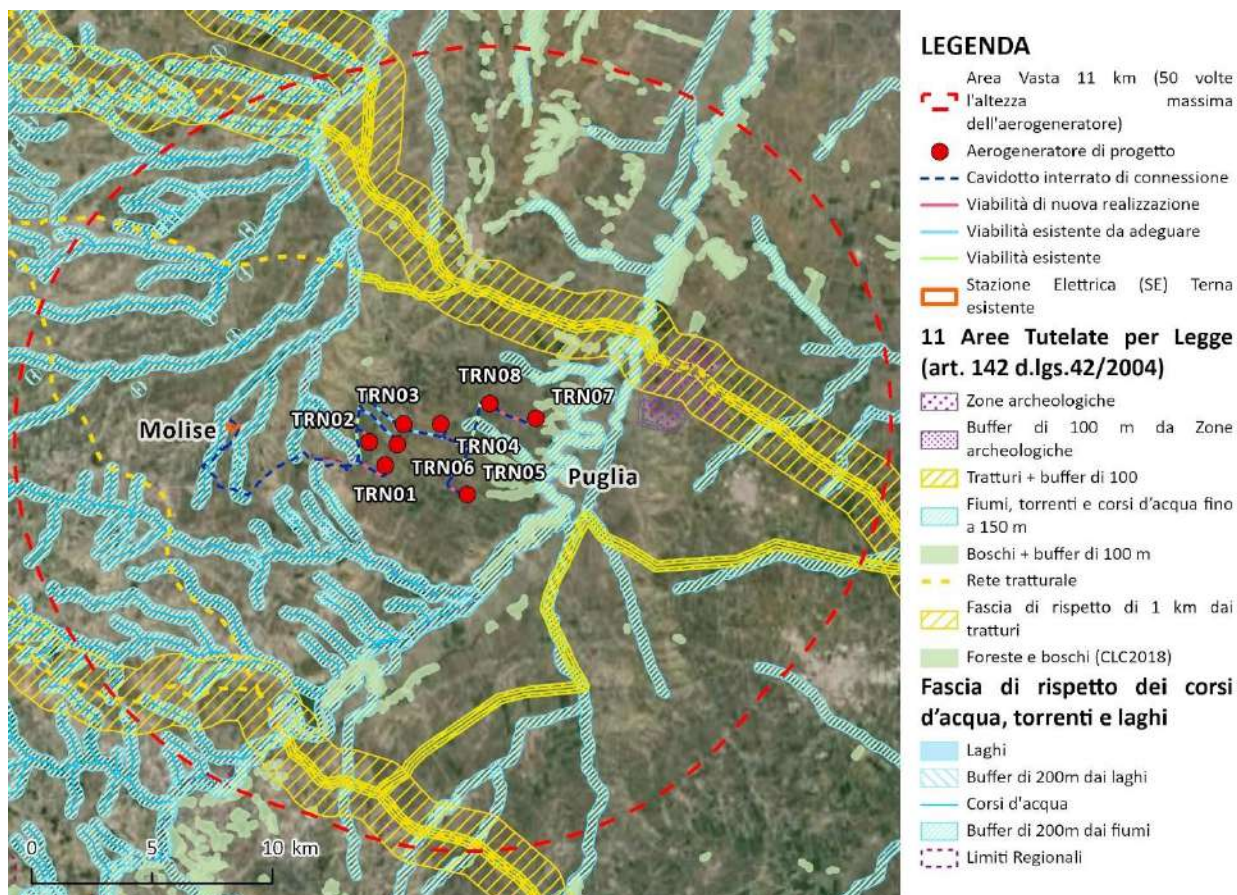 TRN08
TRN03
TRN07
TRN02
Molise
TRN04
TRN06
TRN05
Puglia
TRN01
0 5 10 km
LEGENDA
Area Vasta 11 km (50 volte
l'altezza massima
dell'aerogeneratore)
Aerogeneratore di progetto
Cavidotto interrato di connessione
Viabilità di nuova realizzazione
Viabilità esistente da adeguare
Viabilità esistente
Stazione Elettrica (SE) Terna
esistente
11 Aree Tutelate per Legge
(art. 142 d.lgs.42/2004)
Zone archeologiche
Buffer di 100 m da Zone
archeologiche
Tratturi + buffer di 100
Fiumi, torrenti e corsi d'acqua fino
a 150 m
Boschi + buffer di 100 m
Rete tratturale
Fascia di rispetto di 1 km dai
tratturi
Foreste e boschi (CLC2018)
Fascia di rispetto dei corsi
d'acqua, torrenti e laghi
Laghi
Buffer di 200m dai laghi
Corsi d'acqua
Buffer di 200m dai fiumi
Limiti Regionali